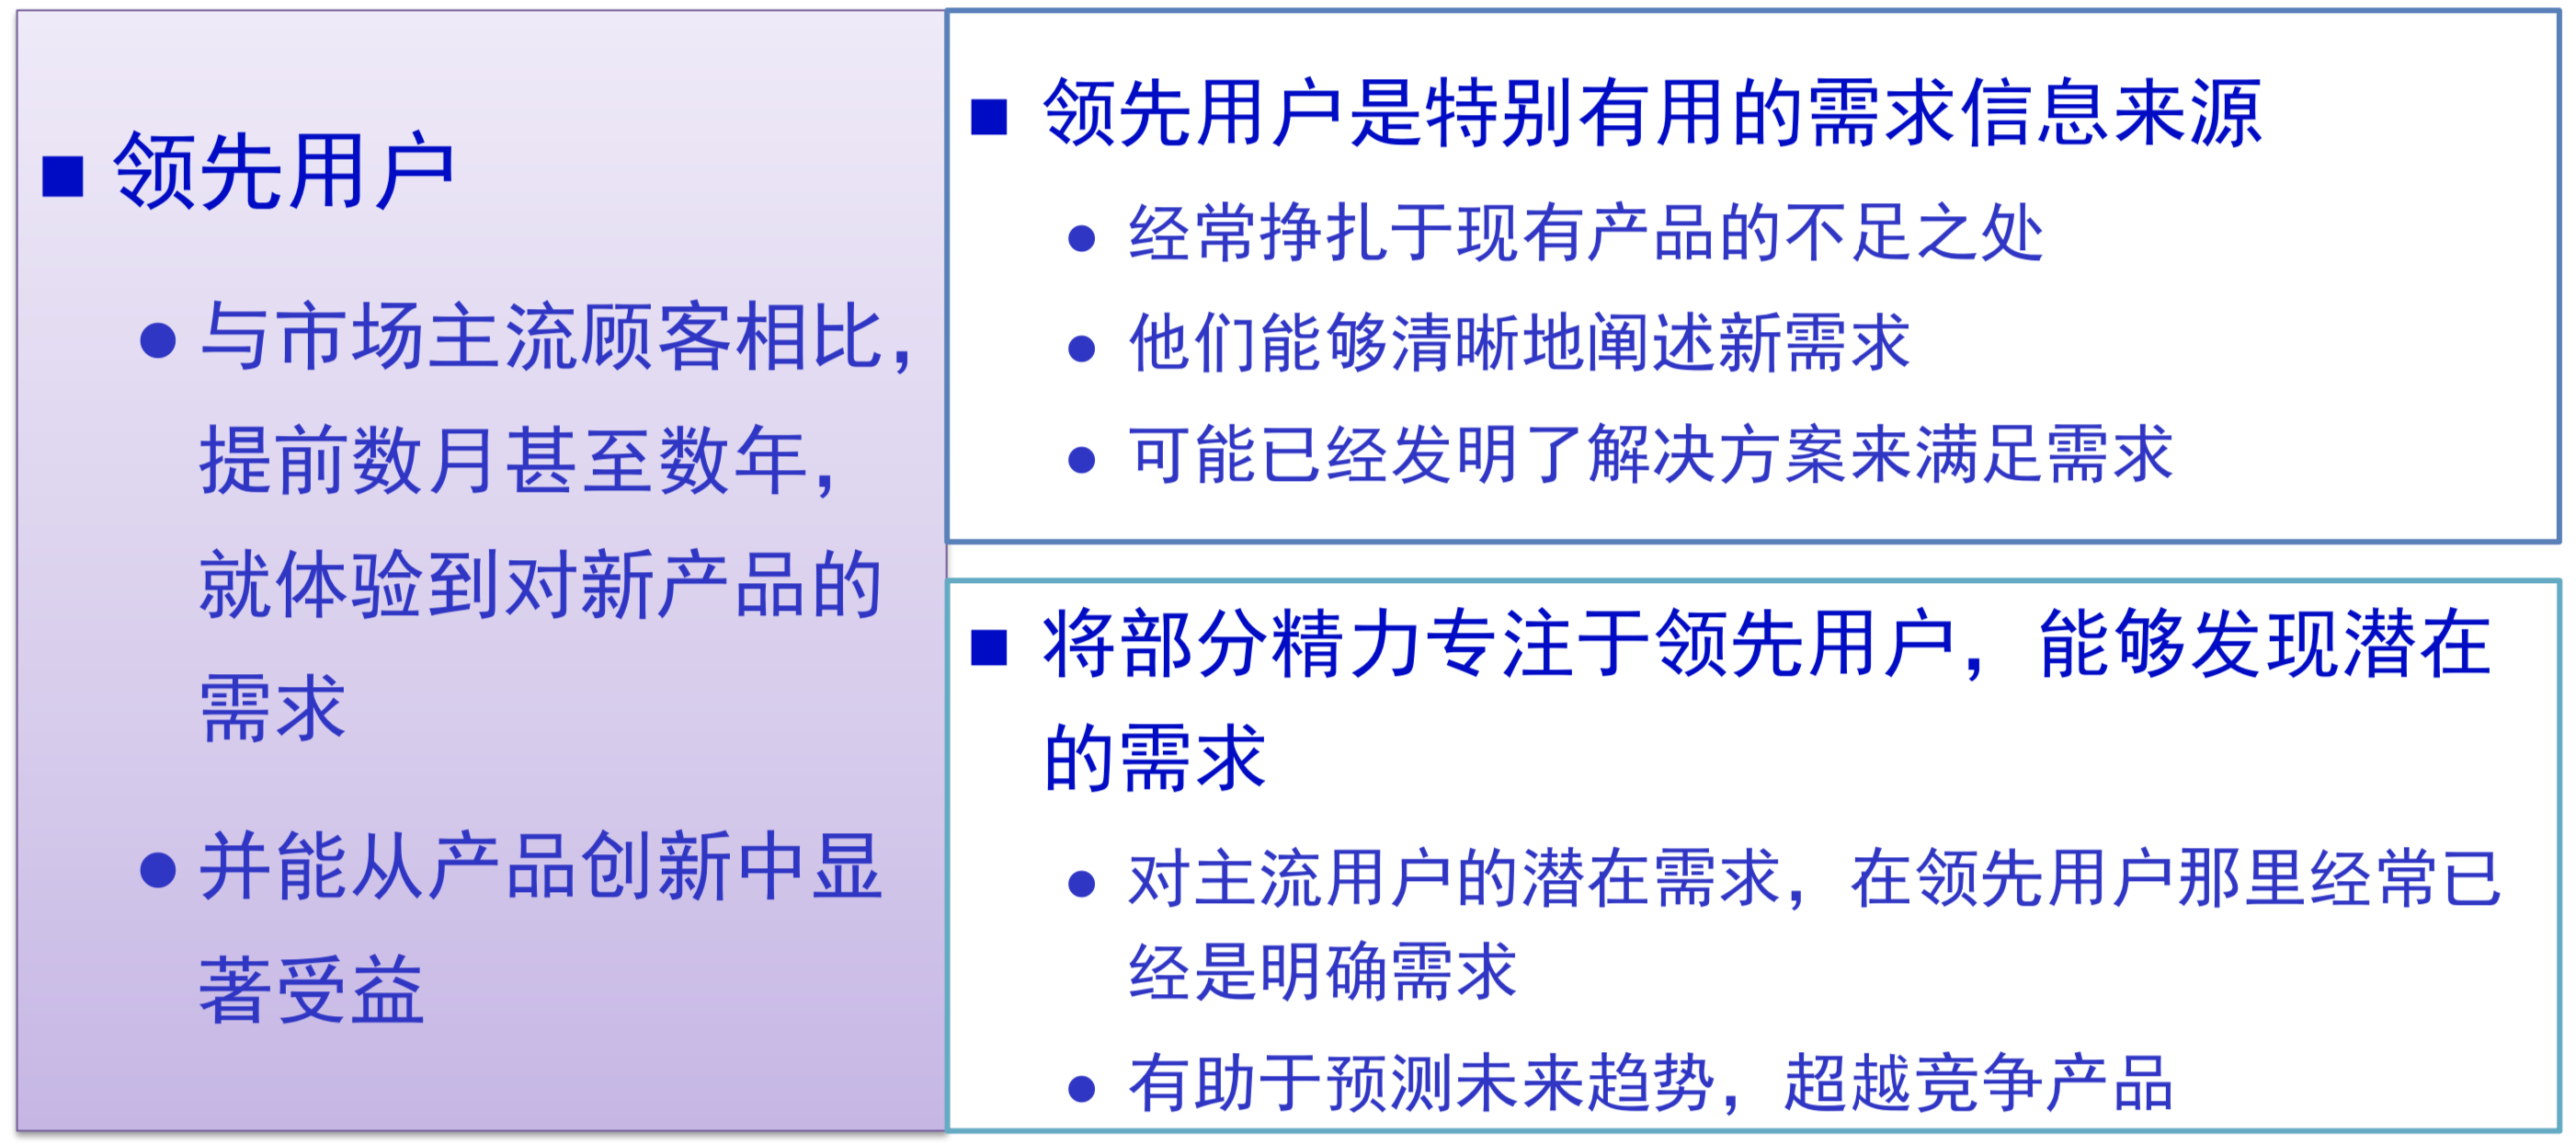 ■ 领先用户
● 与市场主流顾客相比，
提前数月甚至数年，
就体验到对新产品的
需求
● 并能从产品创新中显
著受益
■ 领先用户是特别有用的需求信息来源
● 经常挣扎于现有产品的不足之处
● 他们能够清晰地阐述新需求
● 可能已经发明了解决方案来满足需求
■ 将部分精力专注于领先用户，能够发现潜在
的需求
● 对主流用户的潜在需求，在领先用户那里经常已
经是明确需求
● 有助于预测未来趋势，超越竞争产品